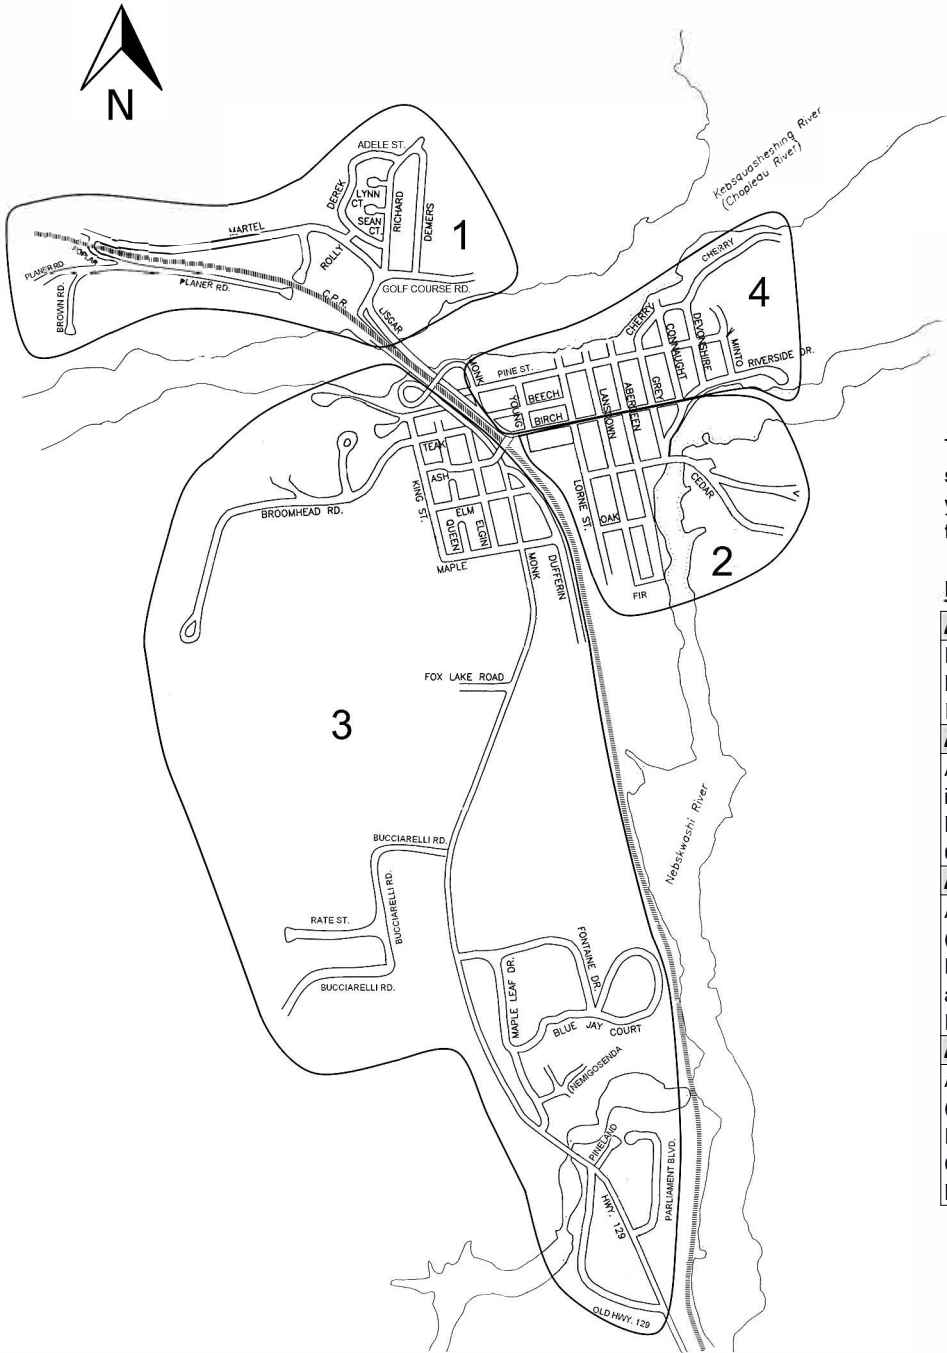 N
Kebsquasheshing River
(Chapleau River)
ADELE ST.
DEREK
LYNN
CT
SEAN
CT.
RICHARD
DEMERS
1
MARTEL
ROLLY
POPLAR
PLANER RD.
PLANER RD.
BROWN RD.
C.P.R.
LISGAR
GOLF COURSE RD.
CHERRY
4
CHERRY
CONNAUGHT
DEVONSHIRE
MINTO
RIVERSIDE DR.
MONK
PINE ST.
BEECH
BIRCH
YOUNG
LANSDOWN
ABERDEEN
GREY
TEAK
ASH
KING ST.
ELM
QUEEN
ELGIN
MAPLE
MONK
DUFFERIN
LORNE ST.
OAK
CEDAR
2
FIR
BROOMHEAD RD.
FOX LAKE ROAD
3
Nebskwashi River
BUCCIARELLI RD.
BUCCIARELLI RD.
RATE ST.
BUCCIARELLI RD.
FONTAINE DR.
MAPLE LEAF DR.
BLUE JAY COURT
NEMIGOSENDA
PINELAND
PARLIAMENT BLVD.
HWY. 129
OLD HWY. 129